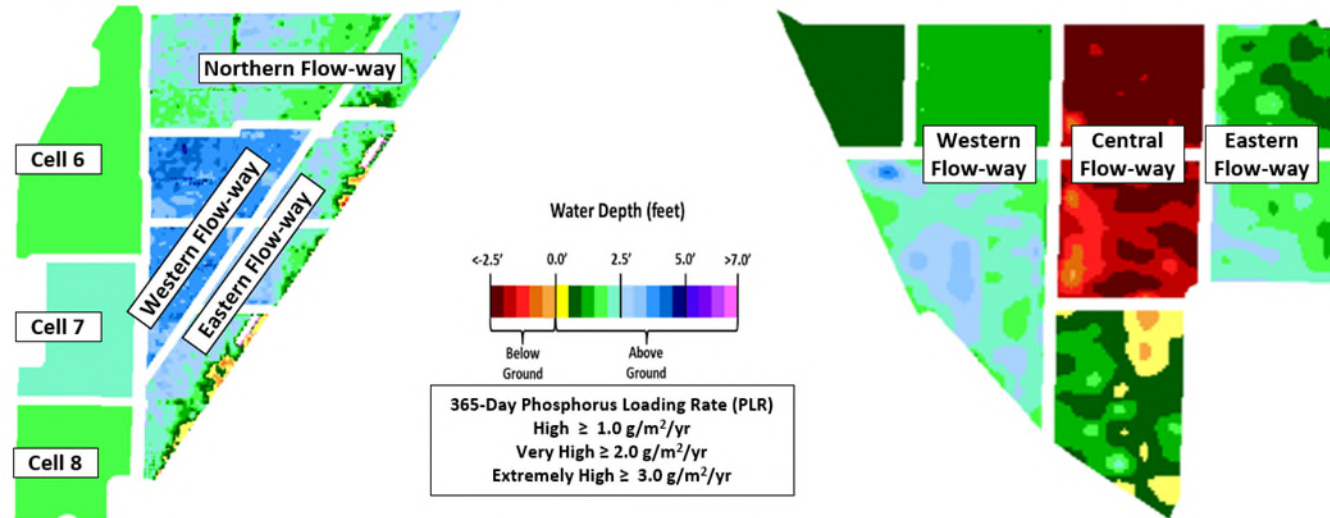 Northern Flow-way
Cell 6
Western Flow-way
Eastern Flow-way
Cell 7
Cell 8
Water Depth (feet)
<-2.5' 0.0' 2.5' 5.0' >7.0'
Below
Ground
Above
Ground
365-Day Phosphorus Loading Rate (PLR)
High ≥ 1.0 g/m²/yr
Very High ≥ 2.0 g/m²/yr
Extremely High ≥ 3.0 g/m²/yr
Western
Flow-way
Central
Flow-way
Eastern
Flow-way